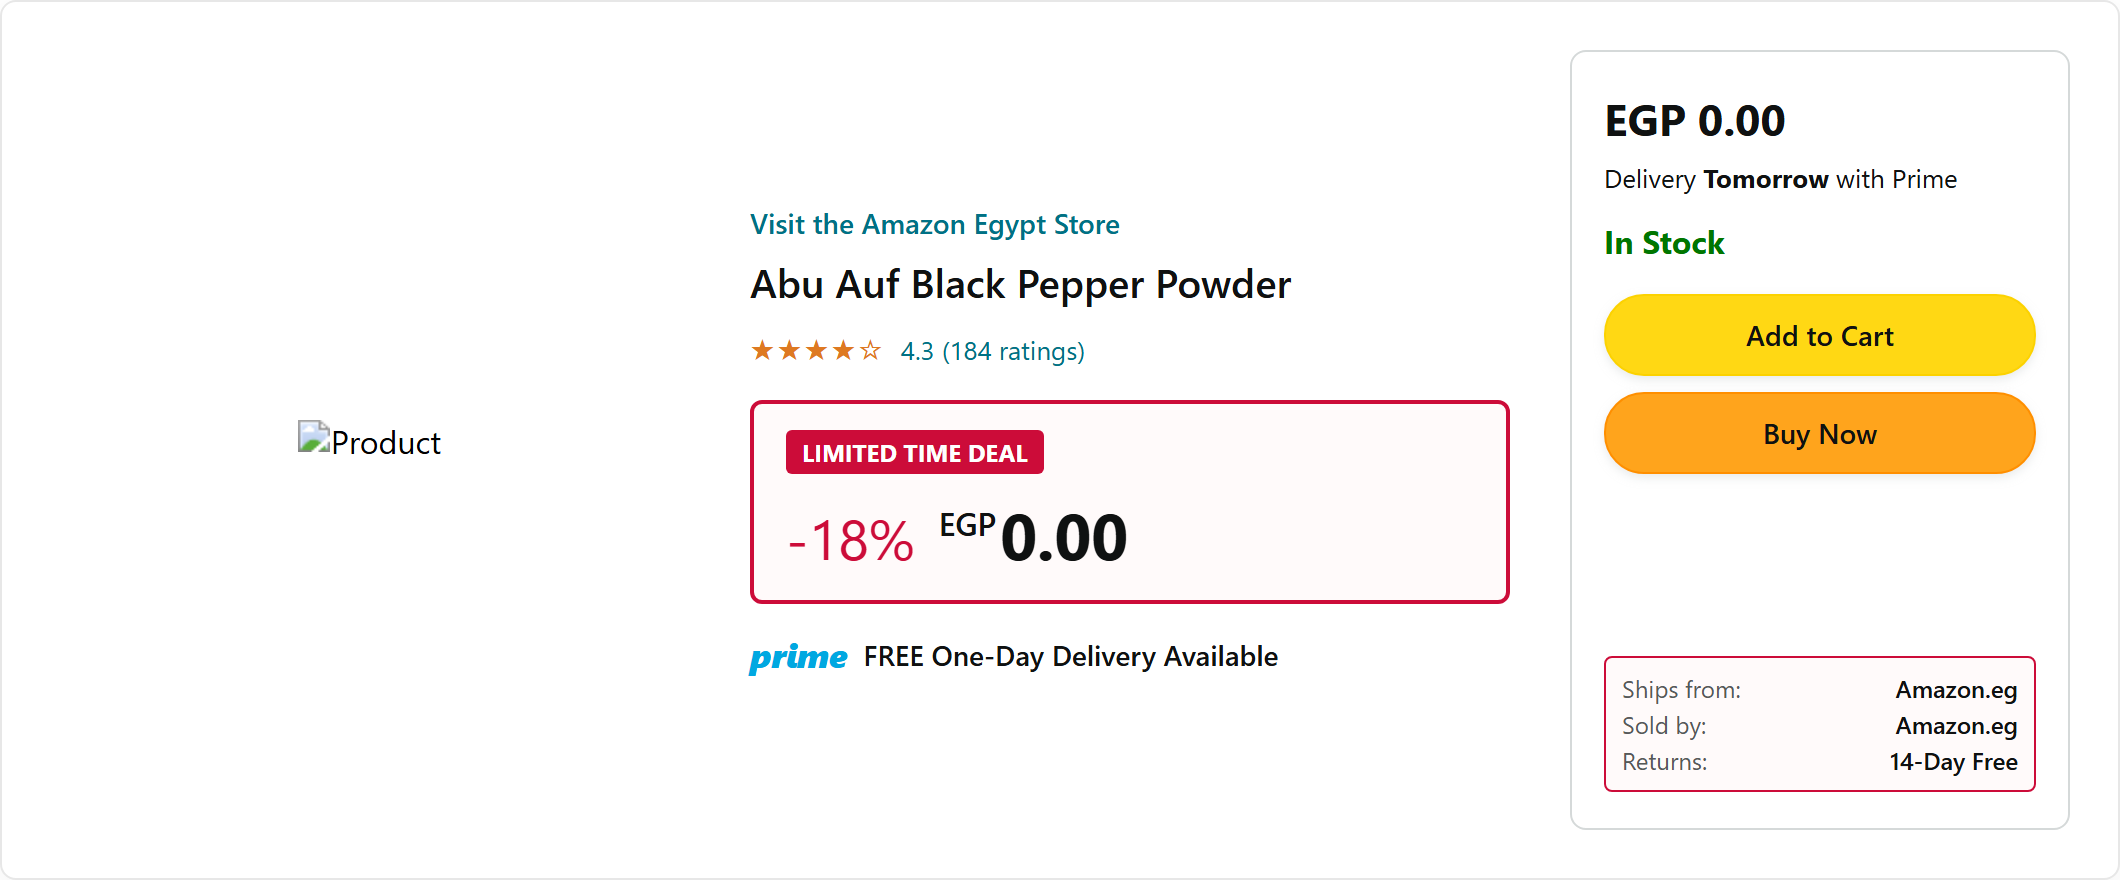 Product
Visit the Amazon Egypt Store
Abu Auf Black Pepper Powder
★★★★☆ 4.3 (184 ratings)
LIMITED TIME DEAL
-18% EGP 0.00
prime FREE One-Day Delivery Available
EGP 0.00
Delivery Tomorrow with Prime
In Stock
Add to Cart
Buy Now
Ships from: Amazon.eg
Sold by: Amazon.eg
Returns: 14-Day Free